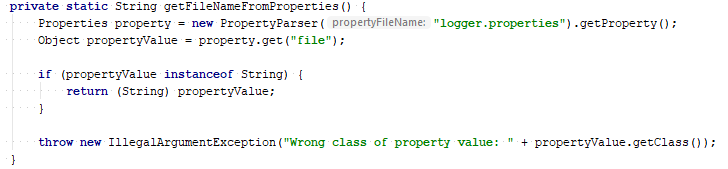 private static String getFileNameFromProperties() {
    Properties property = new PropertyParser( propertyFileName: "logger.properties").getProperty();
    Object propertyValue = property.get("file");

    if (propertyValue instanceof String) {
        return (String) propertyValue;
    }

    throw new IllegalArgumentException("Wrong class of property value: " + propertyValue.getClass());
}